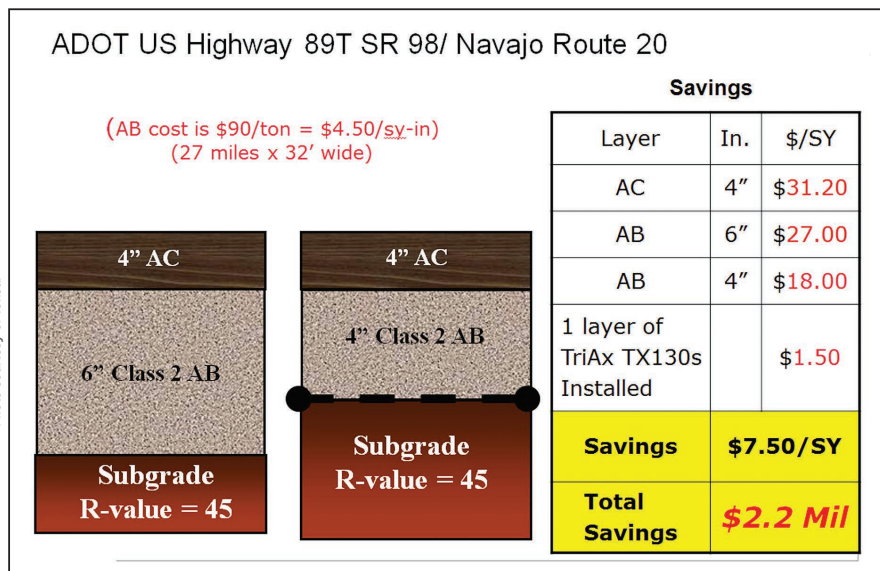 ADOT US Highway 89T SR 98/ Navajo Route 20
(AB cost is $90/ton = $4.50/sy-in)
(27 miles x 32' wide)
4” AC
6” Class 2 AB
Subgrade
R-value = 45
4” AC
4” Class 2 AB
Subgrade
R-value = 45
Savings
Layer In. $/SY
AC 4” $31.20
AB 6” $27.00
AB 4” $18.00
1 layer of
TriAx TX130s
Installed
$1.50
Savings $7.50/SY
Total
Savings
$2.2 Mil